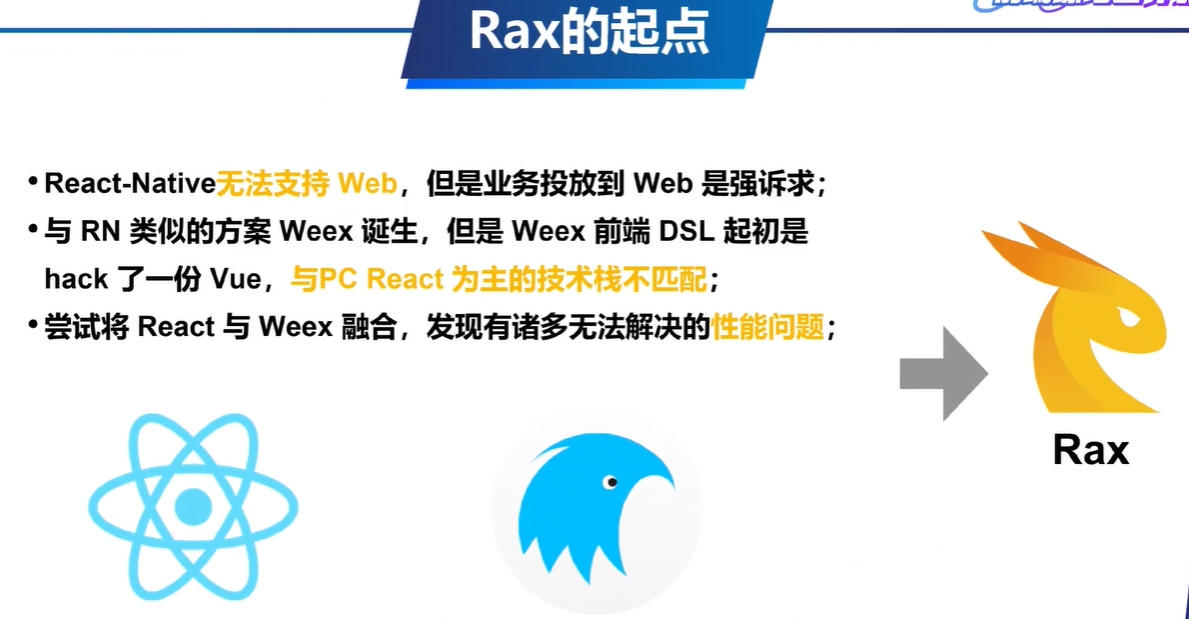 Rax的起点
•React-Native无法支持 Web，但是业务投放到 Web 是强诉求；
•与 RN 类似的方案 Weex 诞生，但是 Weex 前端 DSL 起初是
hack 了一份 Vue，与PC React 为主的技术栈不匹配；
•尝试将 React 与 Weex 融合，发现有诸多无法解决的性能问题；
Rax